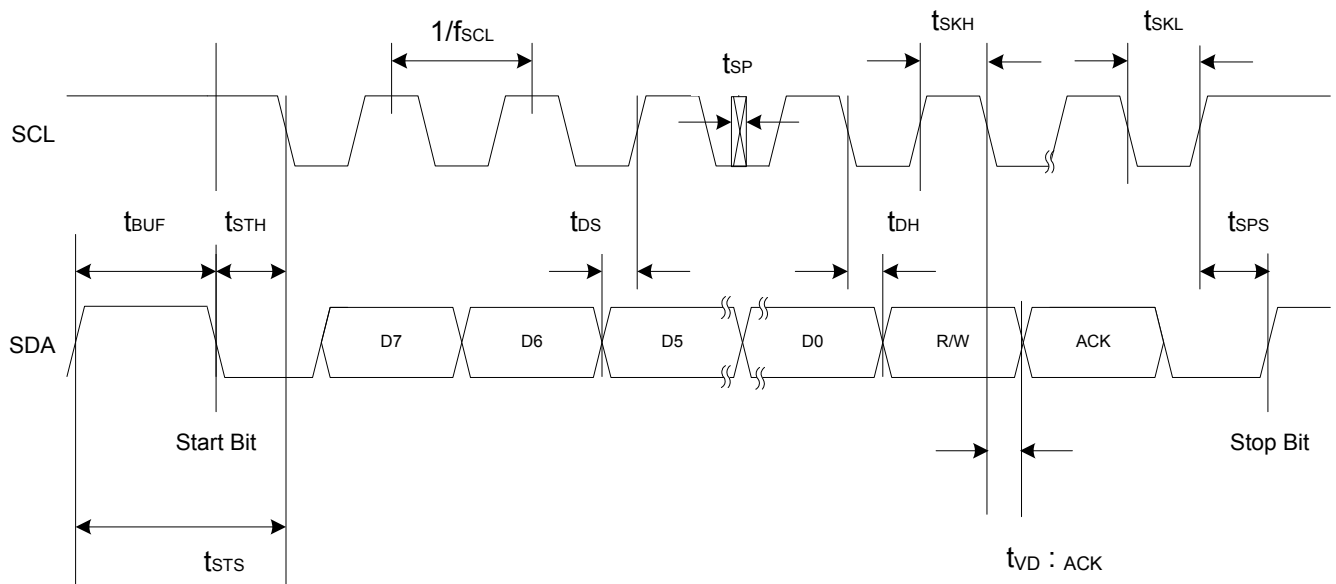 1/fSCL
tSP
tSKH
tSKL
SCL
tBUF
tSTH
tDS
tDH
tSPS
SDA
D7
D6
D5
D0
R/W
ACK
Start Bit
Stop Bit
tSTS
tVD : ACK